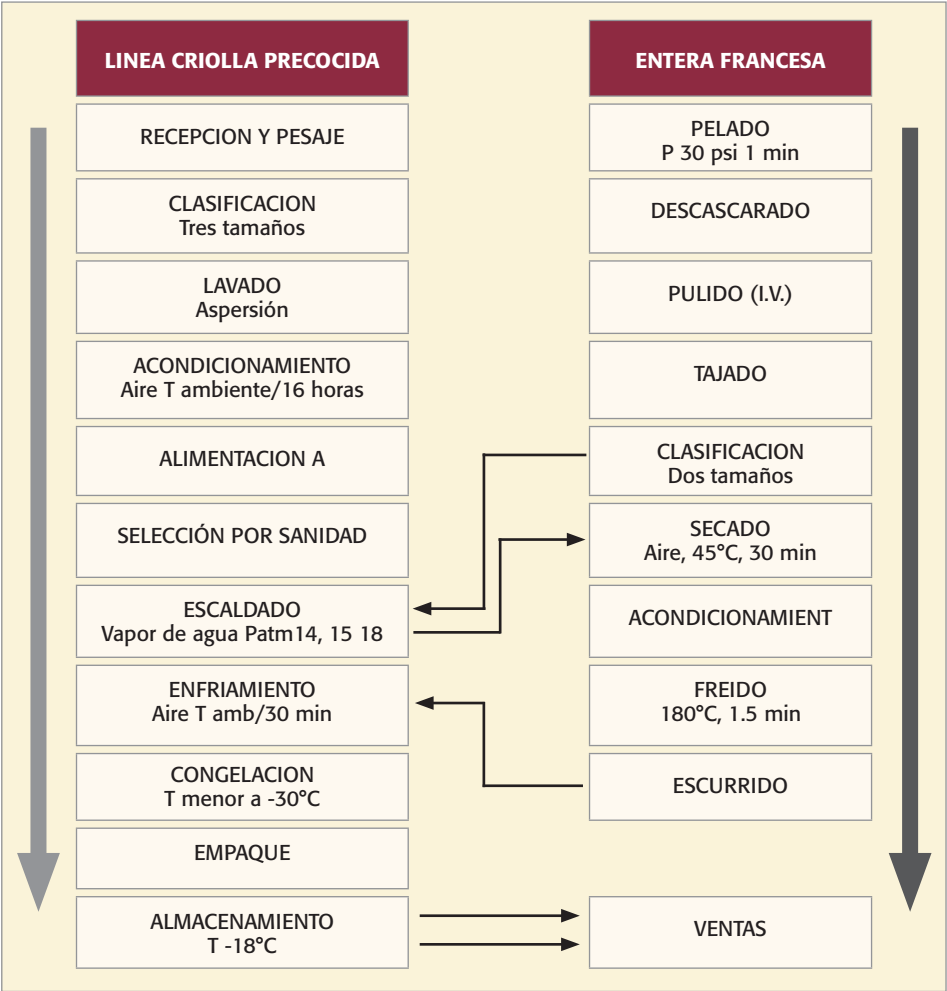 LINEA CRIOLLA PRECOCIDA
RECEPCION Y PESAJE
CLASIFICACION
Tres tamaños
LAVADO
Aspersión
ACONDICIONAMIENTO
Aire T ambiente/16 horas
ALIMENTACION A
SELECCIÓN POR SANIDAD
ESCALDADO
Vapor de agua Patm14, 15 18
ENFRIAMIENTO
Aire T amb/30 min
CONGELACION
T menor a -30°C
EMPAQUE
ALMACENAMIENTO
T -18°C
ENTERA FRANCESA
PELADO
P 30 psi 1 min
DESCASCARADO
PULIDO (I.V.)
TAJADO
CLASIFICACION
Dos tamaños
SECADO
Aire, 45°C, 30 min
ACONDICIONAMIENT
FREIDO
180°C, 1.5 min
ESCURRIDO
VENTAS